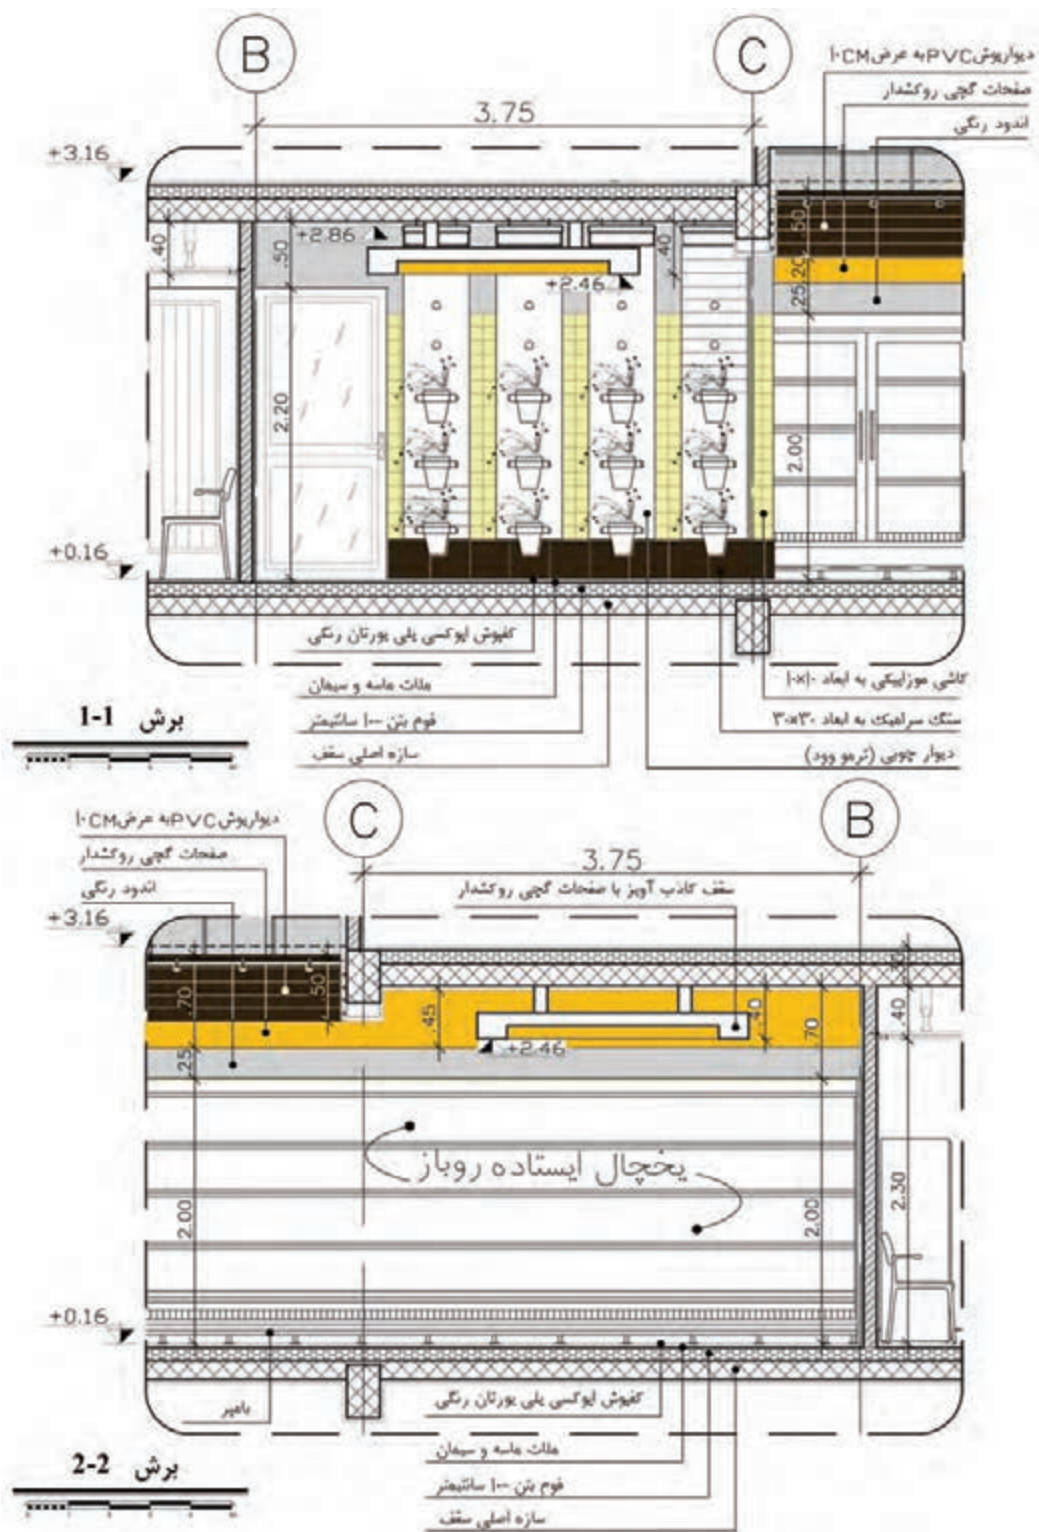 B
C
دیوارپوش PVC به عرض ۱۰CM
صفحات گچی روکشدار
اندود رنگی
3.75
+3.16
.40
.50
+2.86
.40
.50
+2.46
.20
.25
2.20
2.00
+0.16
کفپوش اپوکسی پلی یورتان رنگی
ملات ماسه و سیمان
فوم بتن ۱۰۰ سانتیمتر
سازه اصلی سقف
کاشی موزاییکی به ابعاد ۱۰×۱۰
سنگ سرامیک به ابعاد ۳۰×۳۰
دیوار چوبی (ترمو وود)
برش 1-1
C
B
دیوارپوش PVC به عرض ۱۰CM
صفحات گچی روکشدار
اندود رنگی
3.75
سقف کاذب آویز با صفحات گچی روکشدار
+3.16
.70
.50
.45
.40
.70
.40
+2.46
.25
یخچال ایستاده روباز
2.00
2.00
2.30
+0.16
بامپر
کفپوش اپوکسی پلی یورتان رنگی
ملات ماسه و سیمان
فوم بتن ۱۰۰ سانتیمتر
سازه اصلی سقف
برش 2-2